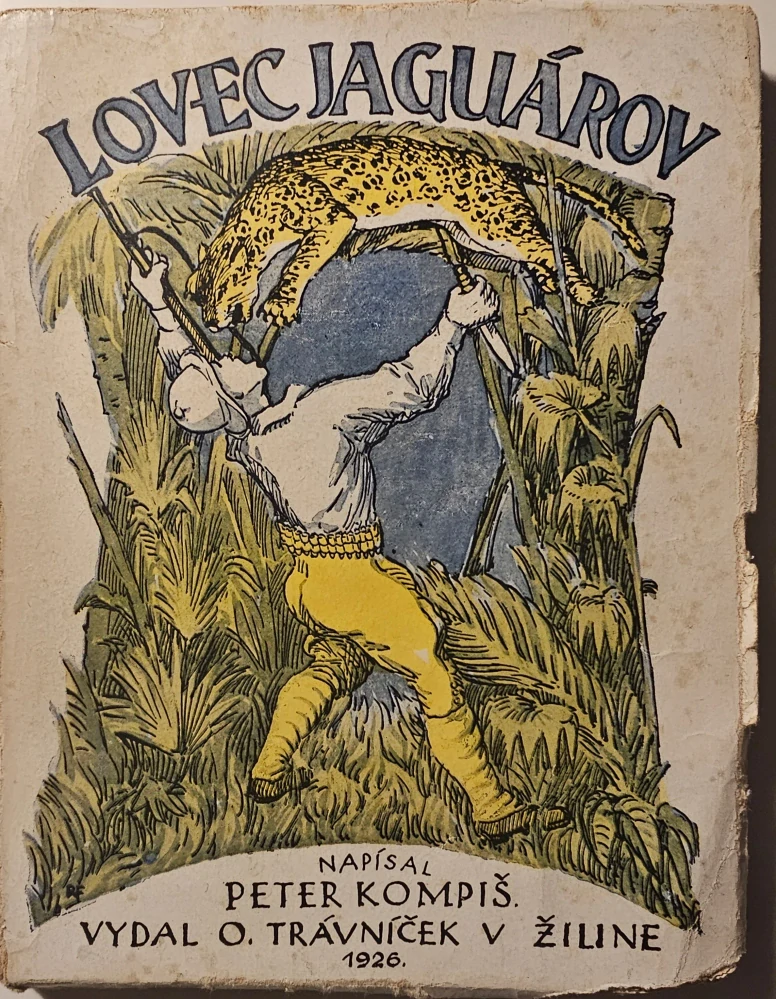 LOVEC JAGUÁROV
NAPÍSAL
PETER KOMPIŠ.
VYDAL O. TRÁVNÍČEK V ŽILINE
1926.